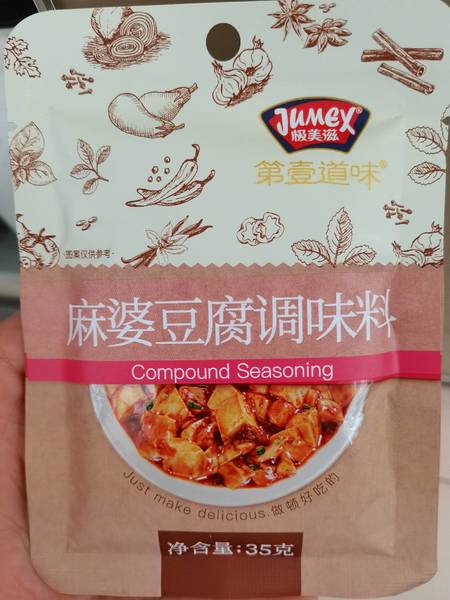 JUMEX®
极美滋
第壹道味®
图案仅供参考
麻婆豆腐调味料
Compound Seasoning
Just make delicious.做顿好吃的
净含量:35克